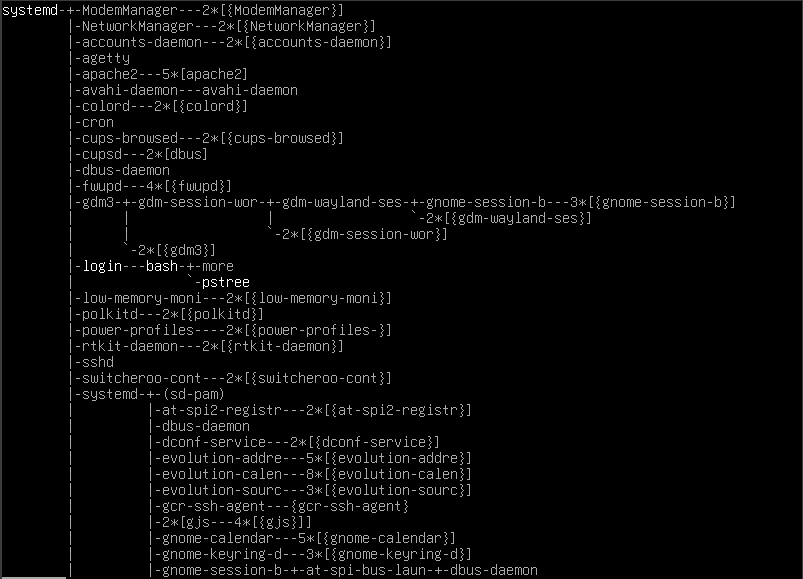 systemd-+-ModemManager---2*[{ModemManager}]
        |-NetworkManager---2*[{NetworkManager}]
        |-accounts-daemon---2*[{accounts-daemon}]
        |-agetty
        |-apache2---5*[apache2]
        |-avahi-daemon---avahi-daemon
        |-colord---2*[{colord}]
        |-cron
        |-cups-browsed---2*[{cups-browsed}]
        |-cupsd---2*[dbus]
        |-dbus-daemon
        |-fwupd---4*[{fwupd}]
        |-gdm3-+-gdm-session-wor-+-gdm-wayland-ses-+-gnome-session-b---3*[{gnome-session-b}]
        |      |                 |                 `-2*[{gdm-wayland-ses}]
        |      |                 `-2*[{gdm-session-wor}]
        |      `-2*[{gdm3}]
        |-login---bash-+-more
        |              `-pstree
        |-low-memory-moni---2*[{low-memory-moni}]
        |-polkitd---2*[{polkitd}]
        |-power-profiles----2*[{power-profiles-}]
        |-rtkit-daemon---2*[{rtkit-daemon}]
        |-sshd
        |-switcheroo-cont---2*[{switcheroo-cont}]
        |-systemd-+-(sd-pam)
        |         |-at-spi2-registr---2*[{at-spi2-registr}]
        |         |-dbus-daemon
        |         |-dconf-service---2*[{dconf-service}]
        |         |-evolution-addre---5*[{evolution-addre}]
        |         |-evolution-calen---8*[{evolution-calen}]
        |         |-evolution-sourc---3*[{evolution-sourc}]
        |         |-gcr-ssh-agent---{gcr-ssh-agent}
        |         |-2*[gjs---4*[{gjs}]]
        |         |-gnome-calendar---5*[{gnome-calendar}]
        |         |-gnome-keyring-d---3*[{gnome-keyring-d}]
        |         |-gnome-session-b-+-at-spi-bus-laun-+-dbus-daemon